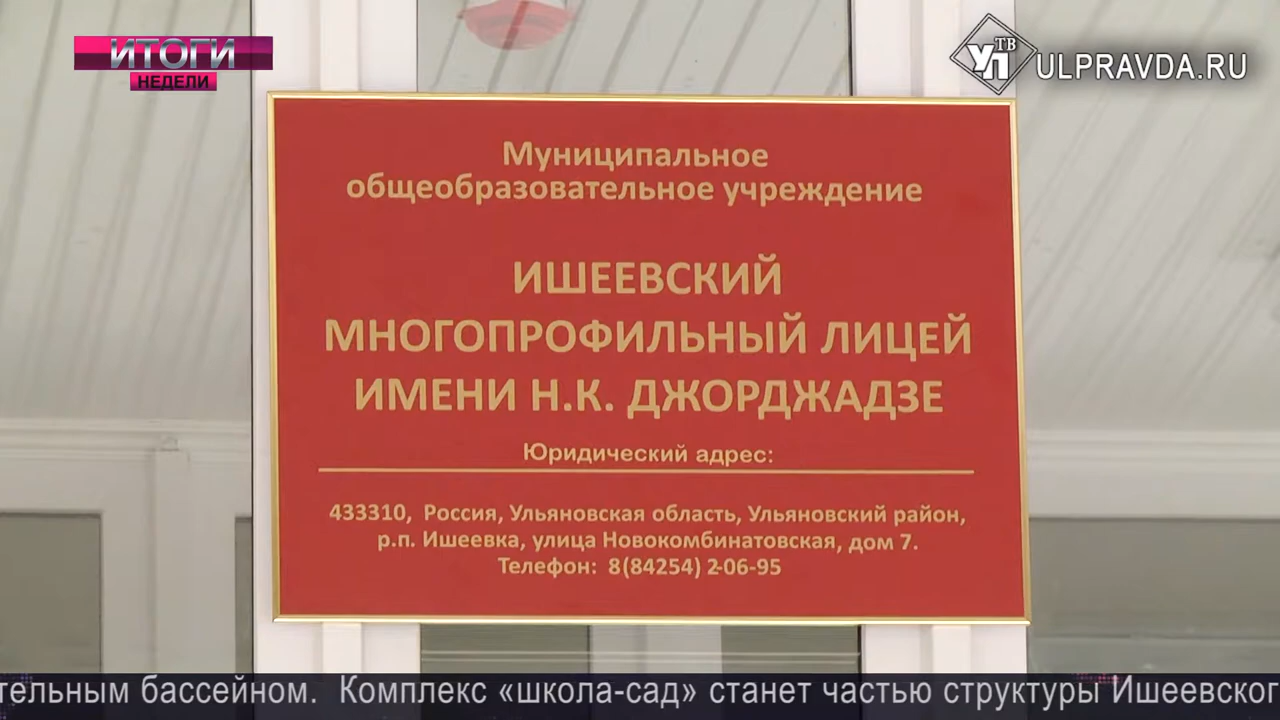 ИТОГИ
НЕДЕЛИ
УП ТВ ULPRAVDA.RU
Муниципальное
общеобразовательное учреждение
ИШЕЕВСКИЙ
МНОГОПРОФИЛЬНЫЙ ЛИЦЕЙ
ИМЕНИ Н.К. ДЖОРДЖАДЗЕ
Юридический адрес:
433310, Россия, Ульяновская область, Ульяновский район,
р.п. Ишеевка, улица Новокомбинатовская, дом 7.
Телефон: 8(84254) 2-06-95
тельным бассейном. Комплекс «школа-сад» станет частью структуры Ишеевског